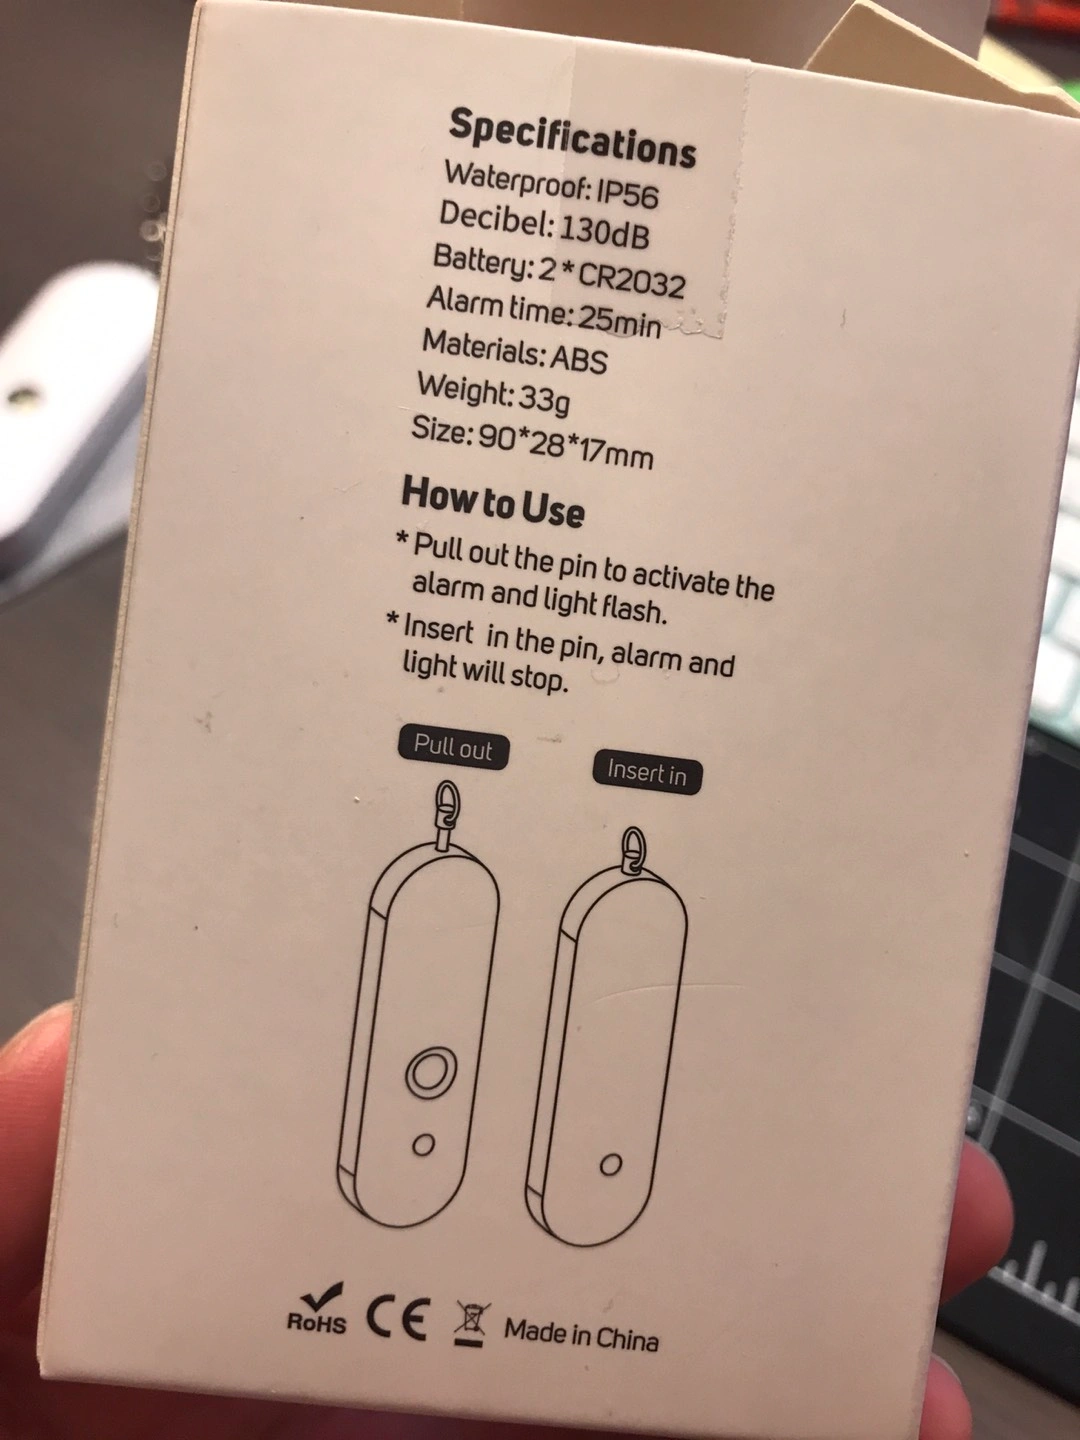 Specifications
Waterproof: IP56
Decibel: 130dB
Battery: 2*CR2032
Alarm time: 25min
Materials: ABS
Weight: 33g
Size: 90*28*17mm
How to Use
* Pull out the pin to activate the
alarm and light flash.
* Insert in the pin, alarm and
light will stop.
Pull out
Insert in
RoHS CE Made in China